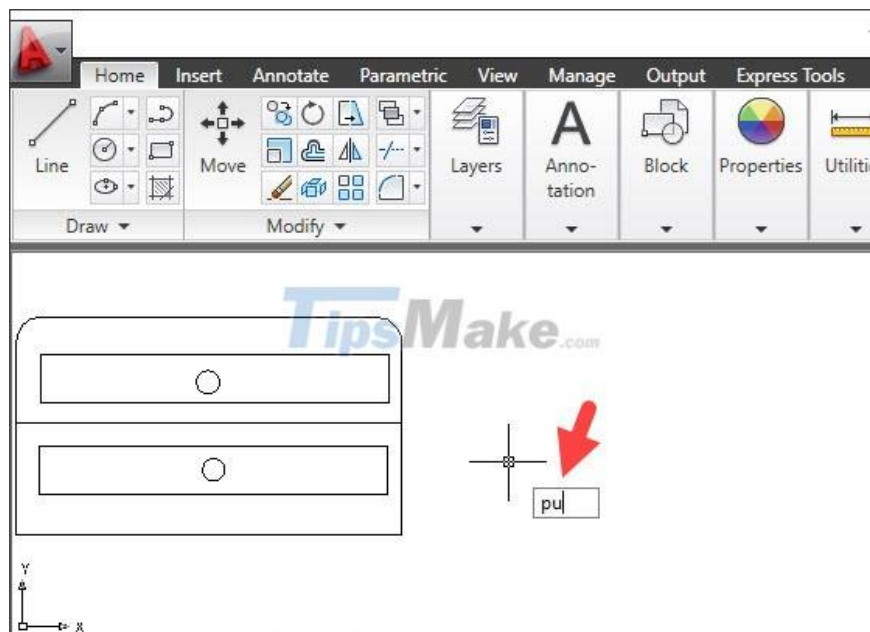 Home Insert Annotate Parametric View Manage Output Express Tools
Line
Move
Layers
Anno-
tation
Block
Properties
Draw
Modify
TipsMake.com
pu
Y
X